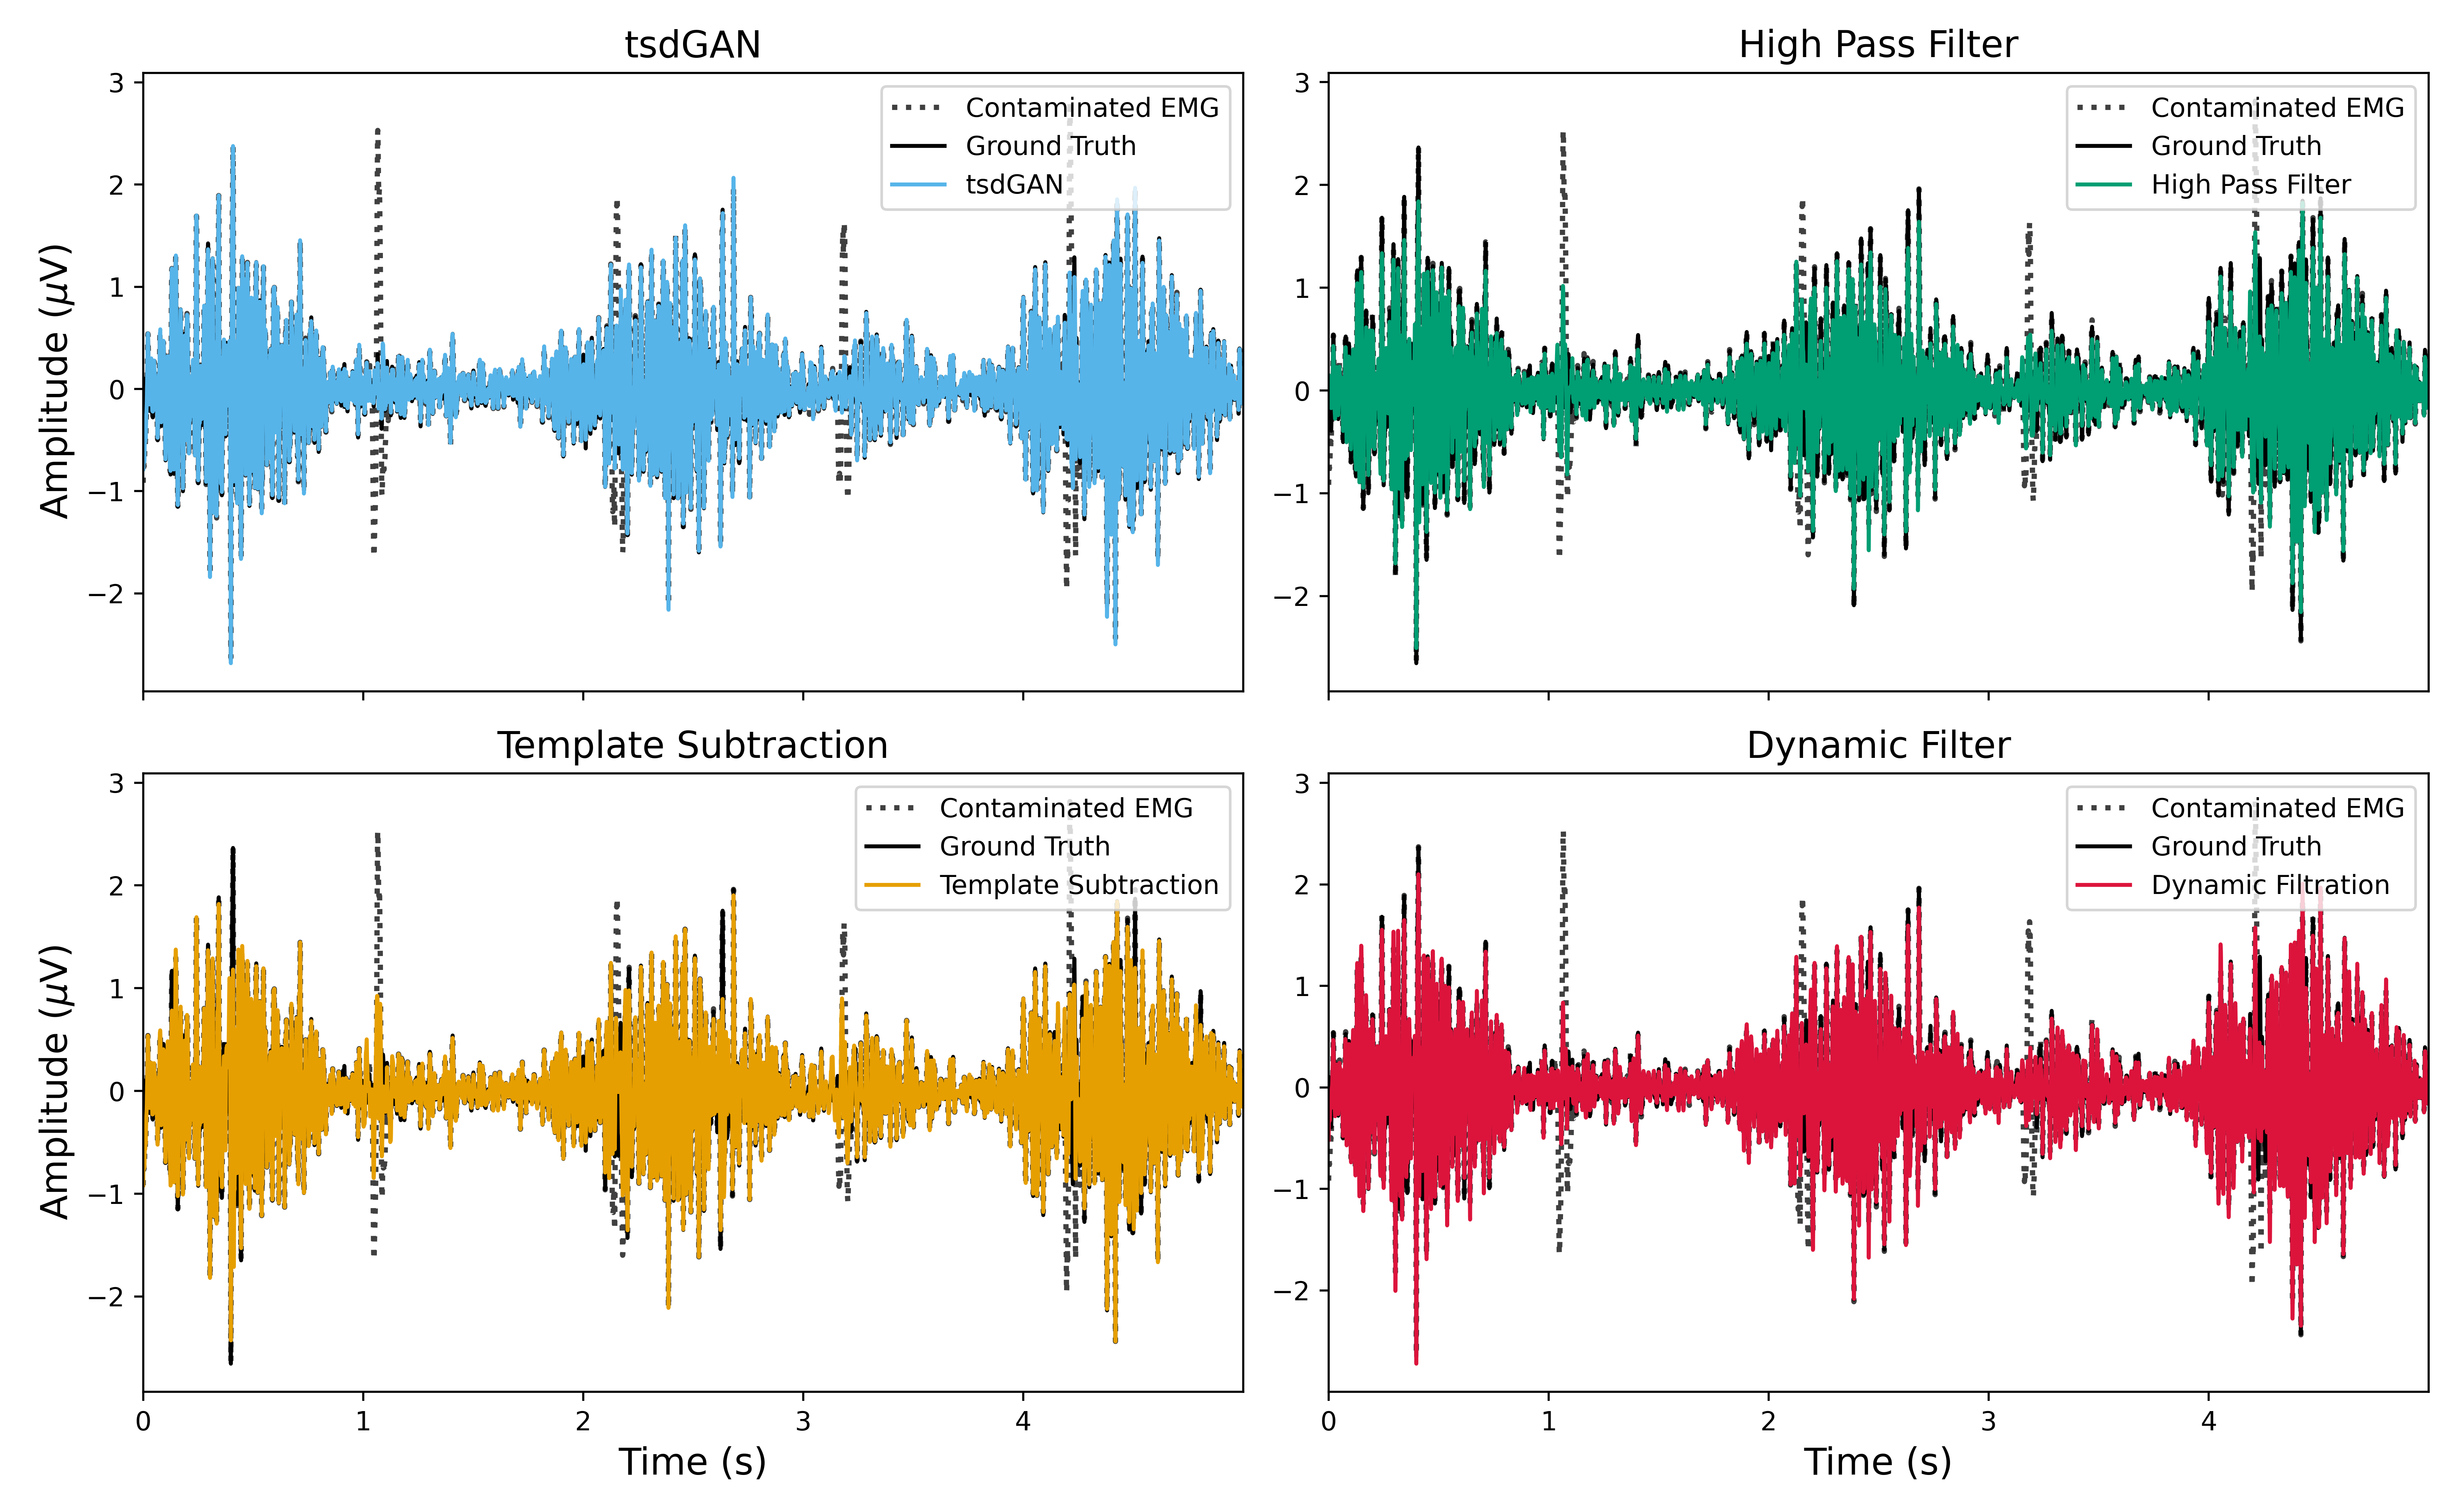 tsdGAN
Contaminated EMG
Ground Truth
tsdGAN
Amplitude (μV)
3
2
1
0
−1
−2
High Pass Filter
Contaminated EMG
Ground Truth
High Pass Filter
3
2
1
0
−1
−2
Template Subtraction
Contaminated EMG
Ground Truth
Template Subtraction
Amplitude (μV)
3
2
1
0
−1
−2
0 1 2 3 4
Time (s)
Dynamic Filter
Contaminated EMG
Ground Truth
Dynamic Filtration
3
2
1
0
−1
−2
0 1 2 3 4
Time (s)